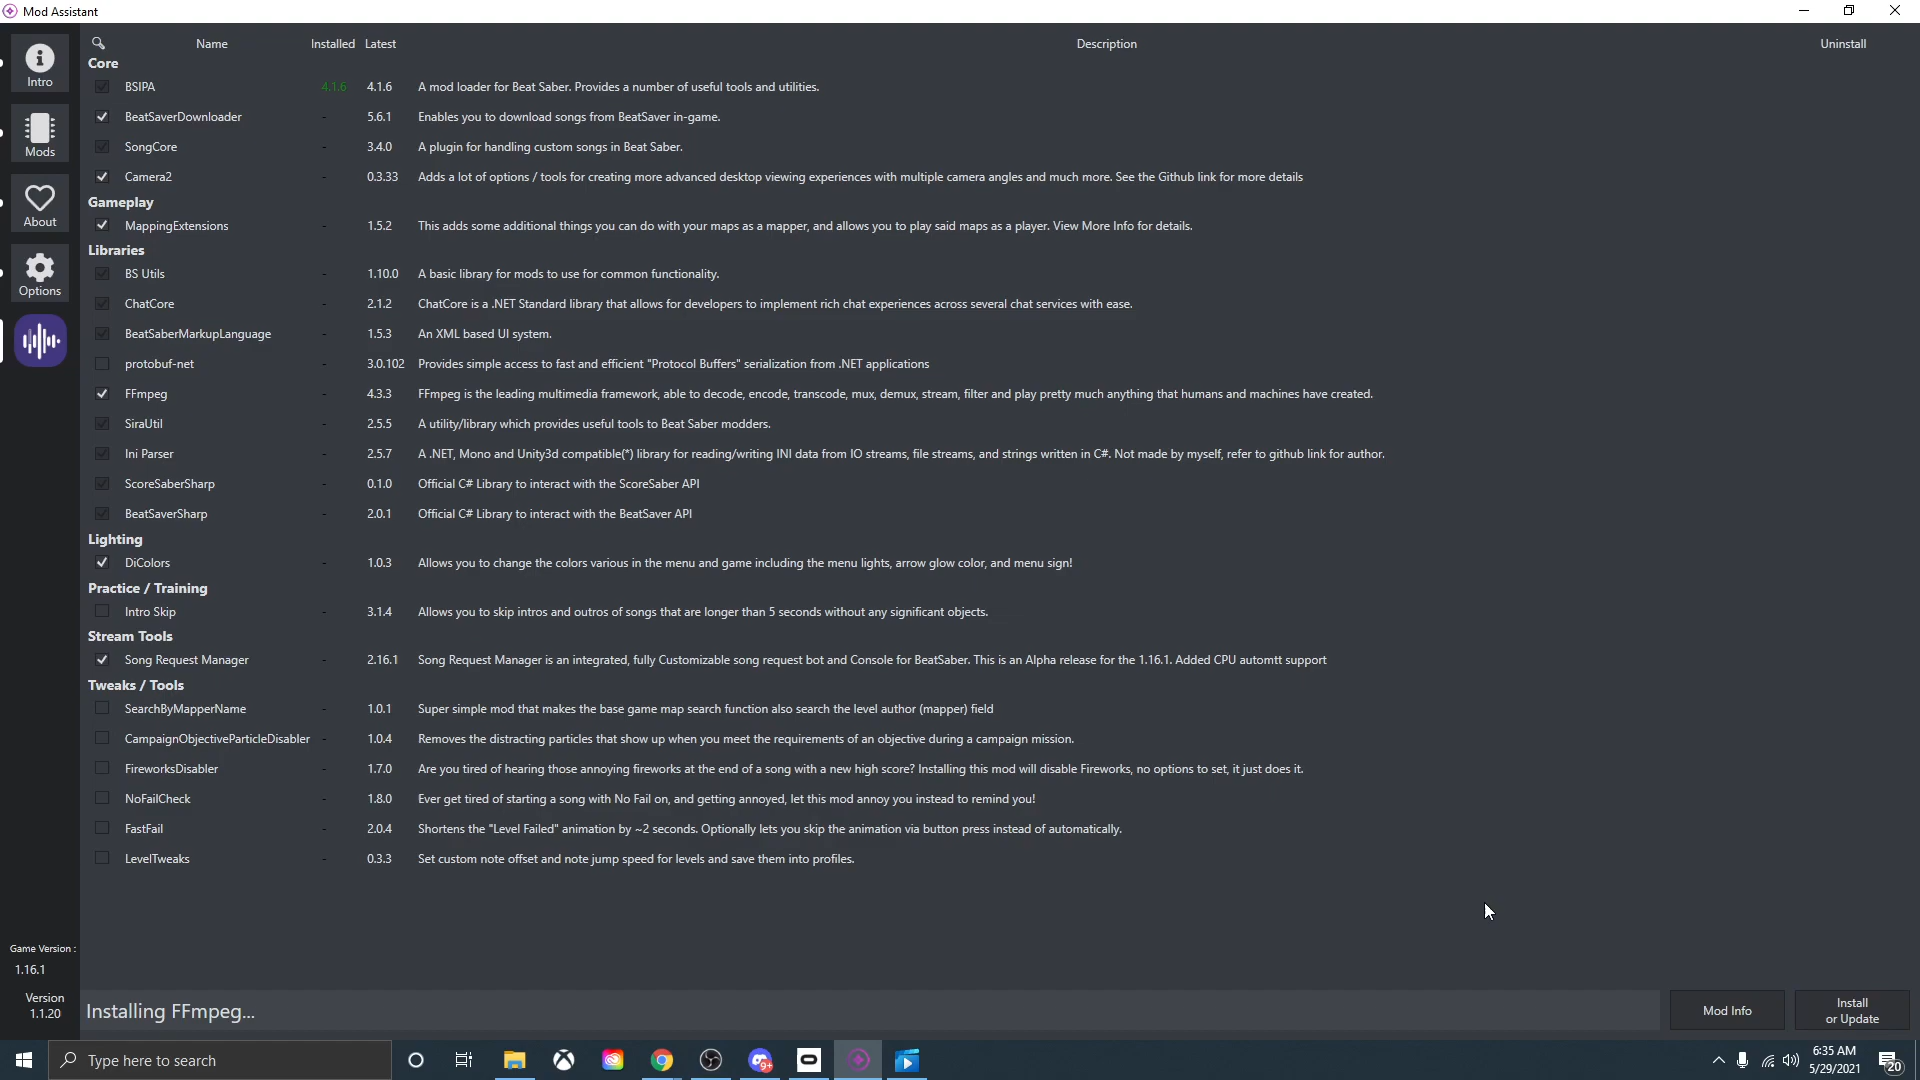 Mod Assistant
Name Installed Latest Description Uninstall
Core
BSIPA 4.1.6 4.1.6 A mod loader for Beat Saber. Provides a number of useful tools and utilities.
BeatSaverDownloader - 5.6.1 Enables you to download songs from BeatSaver in-game.
SongCore - 3.4.0 A plugin for handling custom songs in Beat Saber.
Camera2 - 0.3.33 Adds a lot of options / tools for creating more advanced desktop viewing experiences with multiple camera angles and much more. See the Github link for more details
Gameplay
MappingExtensions - 1.5.2 This adds some additional things you can do with your maps as a mapper, and allows you to play said maps as a player. View More Info for details.
Libraries
BS Utils - 1.10.0 A basic library for mods to use for common functionality.
ChatCore - 2.1.2 ChatCore is a .NET Standard library that allows for developers to implement rich chat experiences across several chat services with ease.
BeatSaberMarkupLanguage - 1.5.3 An XML based UI system.
protobuf-net - 3.0.102 Provides simple access to fast and efficient "Protocol Buffers" serialization from .NET applications
FFmpeg - 4.3.3 FFmpeg is the leading multimedia framework, able to decode, encode, transcode, mux, demux, stream, filter and play pretty much anything that humans and machines have created.
SiraUtil - 2.5.5 A utility/library which provides useful tools to Beat Saber modders.
Ini Parser - 2.5.7 A .NET, Mono and Unity3d compatible(*) library for reading/writing INI data from IO streams, file streams, and strings written in C#. Not made by myself, refer to github link for author.
ScoreSaberSharp - 0.1.0 Official C# Library to interact with the ScoreSaber API
BeatSaverSharp - 2.0.1 Official C# Library to interact with the BeatSaver API
Lighting
DiColors - 1.0.3 Allows you to change the colors various in the menu and game including the menu lights, arrow glow color, and menu sign!
Practice / Training
Intro Skip - 3.1.4 Allows you to skip intros and outros of songs that are longer than 5 seconds without any significant objects.
Stream Tools
Song Request Manager - 2.16.1 Song Request Manager is an integrated, fully Customizable song request bot and Console for BeatSaber. This is an Alpha release for the 1.16.1. Added CPU automtt support
Tweaks / Tools
SearchByMapperName - 1.0.1 Super simple mod that makes the base game map search function also search the level author (mapper) field
CampaignObjectiveParticleDisabler - 1.0.4 Removes the distracting particles that show up when you meet the requirements of an objective during a campaign mission.
FireworksDisabler - 1.7.0 Are you tired of hearing those annoying fireworks at the end of a song with a new high score? Installing this mod will disable Fireworks, no options to set, it just does it.
NoFailCheck - 1.8.0 Ever get tired of starting a song with No Fail on, and getting annoyed, let this mod annoy you instead to remind you!
FastFail - 2.0.4 Shortens the "Level Failed" animation by ~2 seconds. Optionally lets you skip the animation via button press instead of automatically.
LevelTweaks - 0.3.3 Set custom note offset and note jump speed for levels and save them into profiles.
Intro
Mods
About
Options
Game Version :
1.16.1
Version
1.1.20
Installing FFmpeg...
Mod Info
Install
or Update
Type here to search
6:35 AM
5/29/2021
20